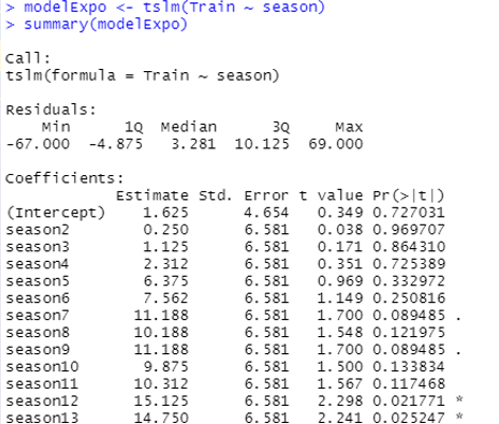 > modelExpo <- tslm(Train ~ season)
> summary(modelExpo)
Call:
tslm(formula = Train ~ season)
Residuals:
Min 1Q Median 3Q Max
-67.000 -4.875 3.281 10.125 69.000
Coefficients:
Estimate Std. Error t value Pr(>|t|)
(Intercept) 1.625 4.654 0.349 0.727031
season2 0.250 6.581 0.038 0.969707
season3 1.125 6.581 0.171 0.864310
season4 2.312 6.581 0.351 0.725389
season5 6.375 6.581 0.969 0.332972
season6 7.562 6.581 1.149 0.250816
season7 11.188 6.581 1.700 0.089485 .
season8 10.188 6.581 1.548 0.121975
season9 11.188 6.581 1.700 0.089485 .
season10 9.875 6.581 1.500 0.133834
season11 10.312 6.581 1.567 0.117468
season12 15.125 6.581 2.298 0.021771 *
season13 14.750 6.581 2.241 0.025247 *